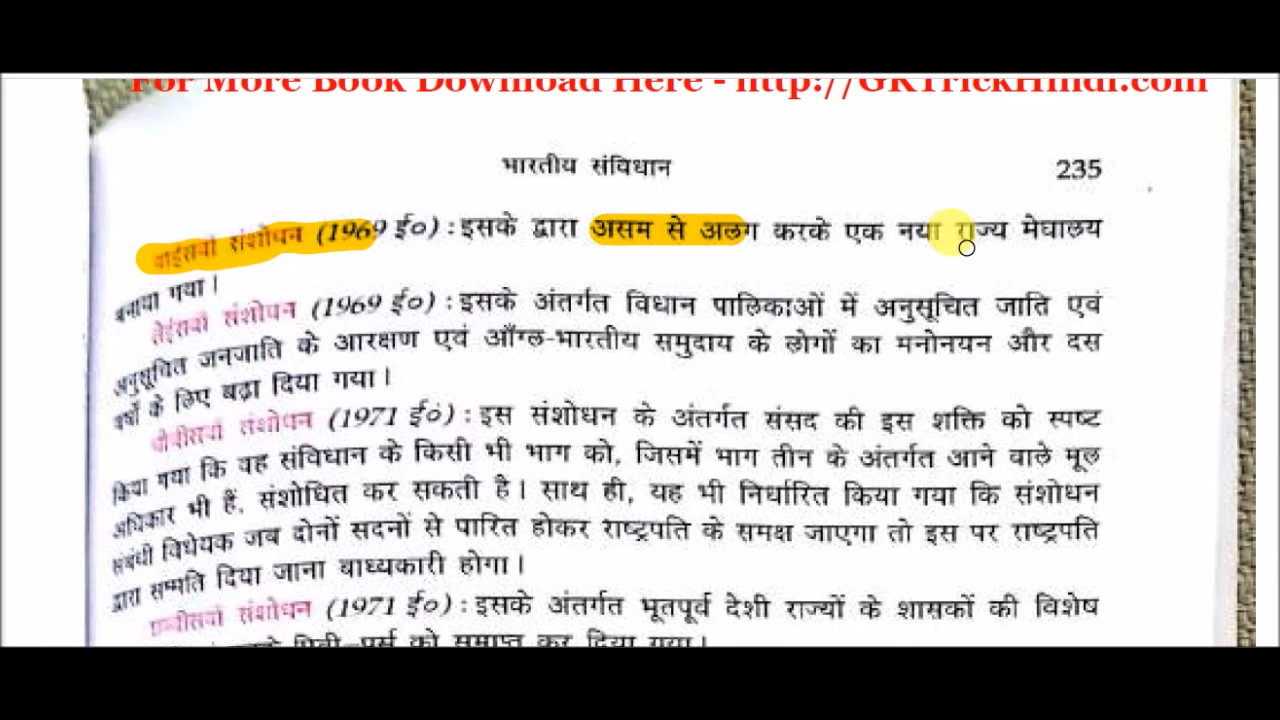 For More Book Download Here - http://GKTrickHindi.com
भारतीय संविधान
235
बाईसवाँ संशोधन (1969 ई०) : इसके द्वारा असम से अलग करके एक नया राज्य मेघालय
बनाया गया।
तेईसवाँ संशोधन (1969 ई०) : इसके अंतर्गत विधान पालिकाओं में अनुसूचित जाति एवं
अनुसूचित जनजाति के आरक्षण एवं आँग्ल-भारतीय समुदाय के लोगों का मनोनयन और दस
वर्षों के लिए बढ़ा दिया गया।
चौबीसवाँ संशोधन (1971 ई०) : इस संशोधन के अंतर्गत संसद की इस शक्ति को स्पष्ट
किया गया कि वह संविधान के किसी भी भाग को, जिसमें भाग तीन के अंतर्गत आने वाले मूल
अधिकार भी हैं, संशोधित कर सकती है। साथ ही, यह भी निर्धारित किया गया कि संशोधन
संबंधी विधेयक जब दोनों सदनों से पारित होकर राष्ट्रपति के समक्ष जाएगा तो इस पर राष्ट्रपति
द्वारा सम्मति दिया जाना बाध्यकारी होगा।
संशोधन (1971 ई०) : इसके अंतर्गत भूतपूर्व देशी राज्यों के शासकों की विशेष
को समाप्त कर दिया गया।